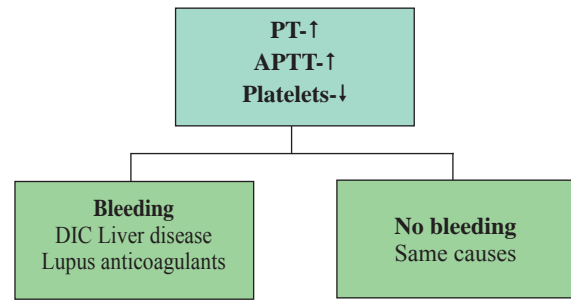 PT-↑
APTT-↑
Platelets-↓
Bleeding
DIC Liver disease
Lupus anticoagulants
No bleeding
Same causes